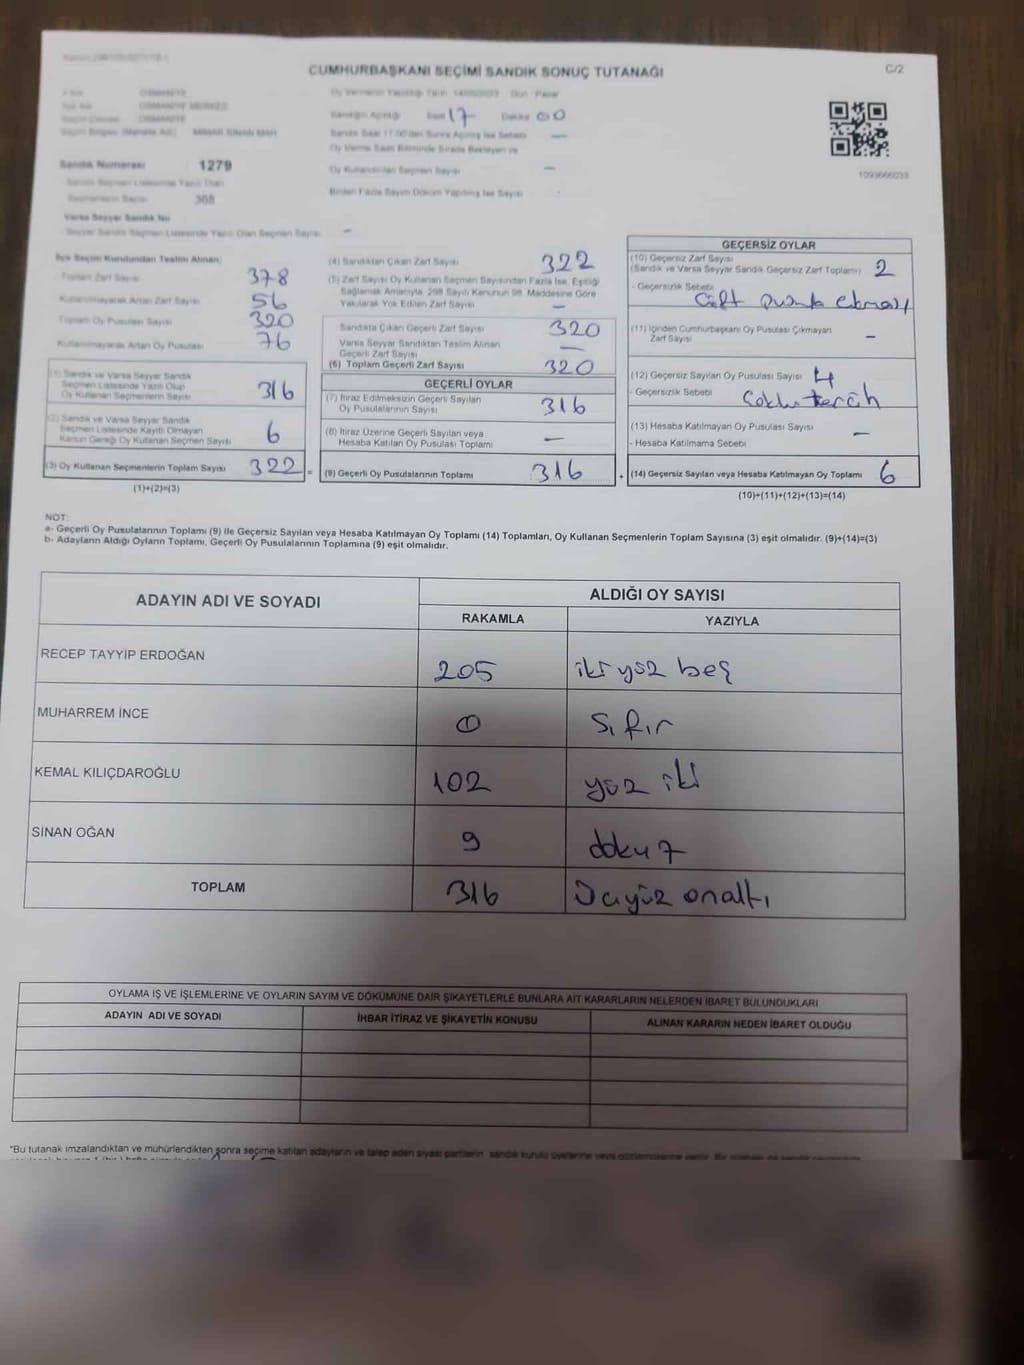 C/2
CUMHURBAŞKANI SEÇİMİ SANDIK SONUÇ TUTANAĞI
Oy Vermenin Yapıldığı Tarih 14/05/2023 Gün Pazar
Sandığın Açıldığı Saat 17 Dakika 00
Sandık Saat 17:00'den Sonra Açılmış İse Sebebi —
Oy Verme Saati Bitiminde Sırada Bekleyen ve
Oy Kullandırılan Seçmen Sayısı —
Birden Fazla Sayım Döküm Yapılmış İse Sayısı
OSMANİYE
OSMANİYE MERKEZ
OSMANİYE
MİMAR SİNAN MAH
Sandık Numarası 1279
Sandık Seçmen Listesinde Yazılı Olan
Seçmenlerin Sayısı 368
Varsa Seyyar Sandık No
Seyyar Sandık Seçmen Listesinde Yazılı Olan Seçmen Sayısı —
1093666033
İlçe Seçim Kurulundan Teslim Alınan;
Toplam Zarf Sayısı 378
Kullanılmayarak Artan Zarf Sayısı 56
Toplam Oy Pusulası Sayısı 320
Kullanılmayarak Artan Oy Pusulası 76
(1) Sandık ve Varsa Seyyar Sandık
Seçmen Listesinde Yazılı Olup
Oy Kullanan Seçmenlerin Sayısı 316
(2) Sandık ve Varsa Seyyar Sandık
Seçmen Listesinde Kayıtlı Olmayan
Kanun Gereği Oy Kullanan Seçmen Sayısı 6
(3) Oy Kullanan Seçmenlerin Toplam Sayısı 322 =
(1)+(2)=(3)
(4) Sandıktan Çıkan Zarf Sayısı 322
(5) Zarf Sayısı Oy Kullanan Seçmen Sayısından Fazla İse, Eşitliği
Sağlamak Amacıyla, 298 Sayılı Kanunun 98. Maddesine Göre
Yakılarak Yok Edilen Zarf Sayısı —
Sandıkta Çıkan Geçerli Zarf Sayısı 320
Varsa Seyyar Sandıktan Teslim Alınan
Geçerli Zarf Sayısı —
(6) Toplam Geçerli Zarf Sayısı 320
GEÇERLİ OYLAR
(7) İtiraz Edilmeksizin Geçerli Sayılan
Oy Pusulalarının Sayısı 316
(8) İtiraz Üzerine Geçerli Sayılan veya
Hesaba Katılan Oy Pusulası Toplamı —
(9) Geçerli Oy Pusulalarının Toplamı 316 +
GEÇERSİZ OYLAR
(10) Geçersiz Zarf Sayısı
(Sandık ve Varsa Seyyar Sandık Geçersiz Zarf Toplamı) 2
- Geçersizlik Sebebi
Çift pusula çıkması
(11) İçinden Cumhurbaşkanı Oy Pusulası Çıkmayan
Zarf Sayısı —
(12) Geçersiz Sayılan Oy Pusulası Sayısı 4
- Geçersizlik Sebebi Çoklu tercih
(13) Hesaba Katılmayan Oy Pusulası Sayısı —
- Hesaba Katılmama Sebebi
(14) Geçersiz Sayılan veya Hesaba Katılmayan Oy Toplamı 6
(10)+(11)+(12)+(13)=(14)
NOT:
a- Geçerli Oy Pusulalarının Toplamı (9) ile Geçersiz Sayılan veya Hesaba Katılmayan Oy Toplamı (14) Toplamları, Oy Kullanan Seçmenlerin Toplam Sayısına (3) eşit olmalıdır. (9)+(14)=(3)
b- Adayların Aldığı Oyların Toplamı, Geçerli Oy Pusulalarının Toplamına (9) eşit olmalıdır.
ADAYIN ADI VE SOYADI
ALDIĞI OY SAYISI
RAKAMLA YAZIYLA
RECEP TAYYİP ERDOĞAN 205 iki yüz beş
MUHARREM İNCE 0 Sıfır
KEMAL KILIÇDAROĞLU 102 yüz iki
SİNAN OĞAN 9 dokuz
TOPLAM 316 Üçyüz onaltı
OYLAMA İŞ VE İŞLEMLERİNE VE OYLARIN SAYIM VE DÖKÜMÜNE DAİR ŞİKAYETLERLE BUNLARA AİT KARARLARIN NELERDEN İBARET BULUNDUKLARI
ADAYIN ADI VE SOYADI İHBAR İTİRAZ VE ŞİKAYETİN KONUSU ALINAN KARARIN NEDEN İBARET OLDUĞU
*Bu tutanak imzalandıktan ve mühürlendikten sonra seçime katılan adayların ve talep eden siyasi partilerin sandık kurulu üyelerine veya gözlemcilerine verilir.